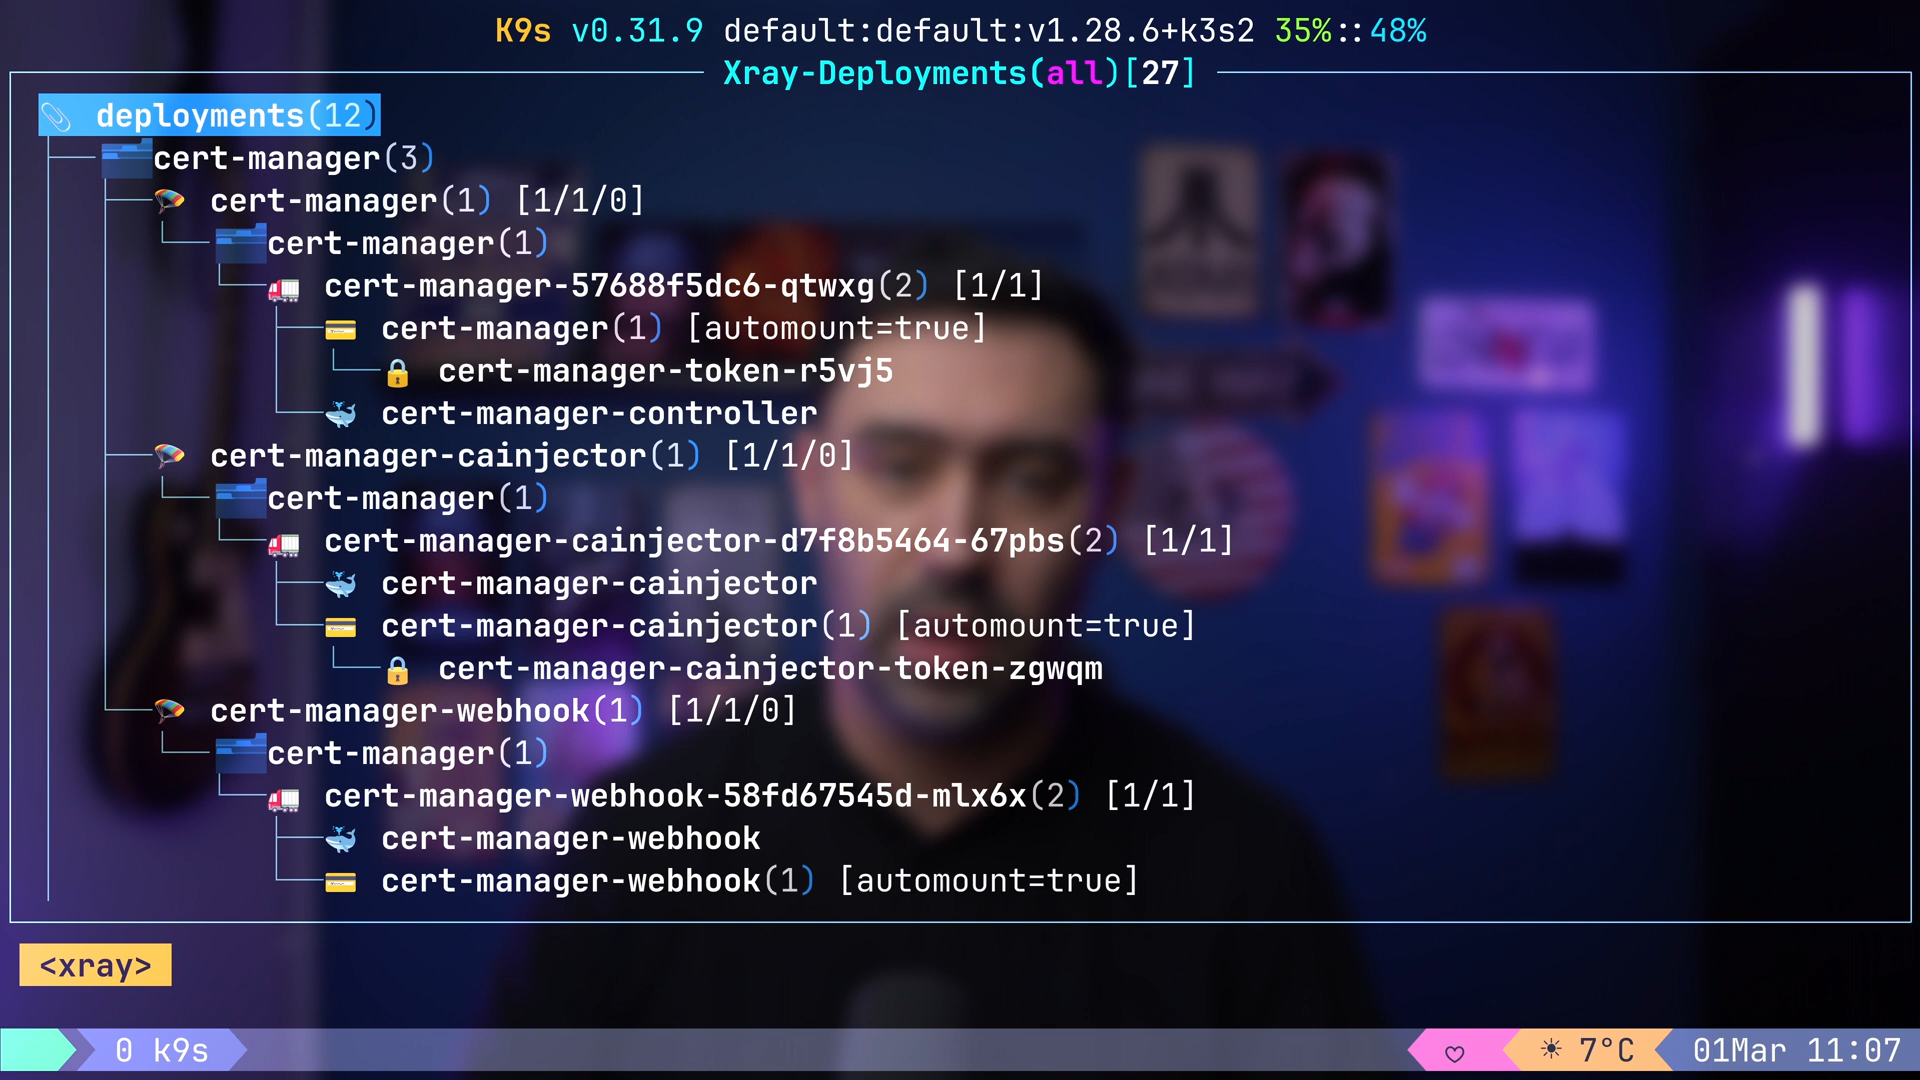 K9s v0.31.9 default:default:v1.28.6+k3s2 35%::48%
Xray-Deployments(all)[27]
deployments(12)
cert-manager(3)
cert-manager(1) [1/1/0]
cert-manager(1)
cert-manager-57688f5dc6-qtwxg(2) [1/1]
cert-manager(1) [automount=true]
cert-manager-token-r5vj5
cert-manager-controller
cert-manager-cainjector(1) [1/1/0]
cert-manager(1)
cert-manager-cainjector-d7f8b5464-67pbs(2) [1/1]
cert-manager-cainjector
cert-manager-cainjector(1) [automount=true]
cert-manager-cainjector-token-zgwqm
cert-manager-webhook(1) [1/1/0]
cert-manager(1)
cert-manager-webhook-58fd67545d-mlx6x(2) [1/1]
cert-manager-webhook
cert-manager-webhook(1) [automount=true]
<xray>
0 k9s 7°C 01Mar 11:07